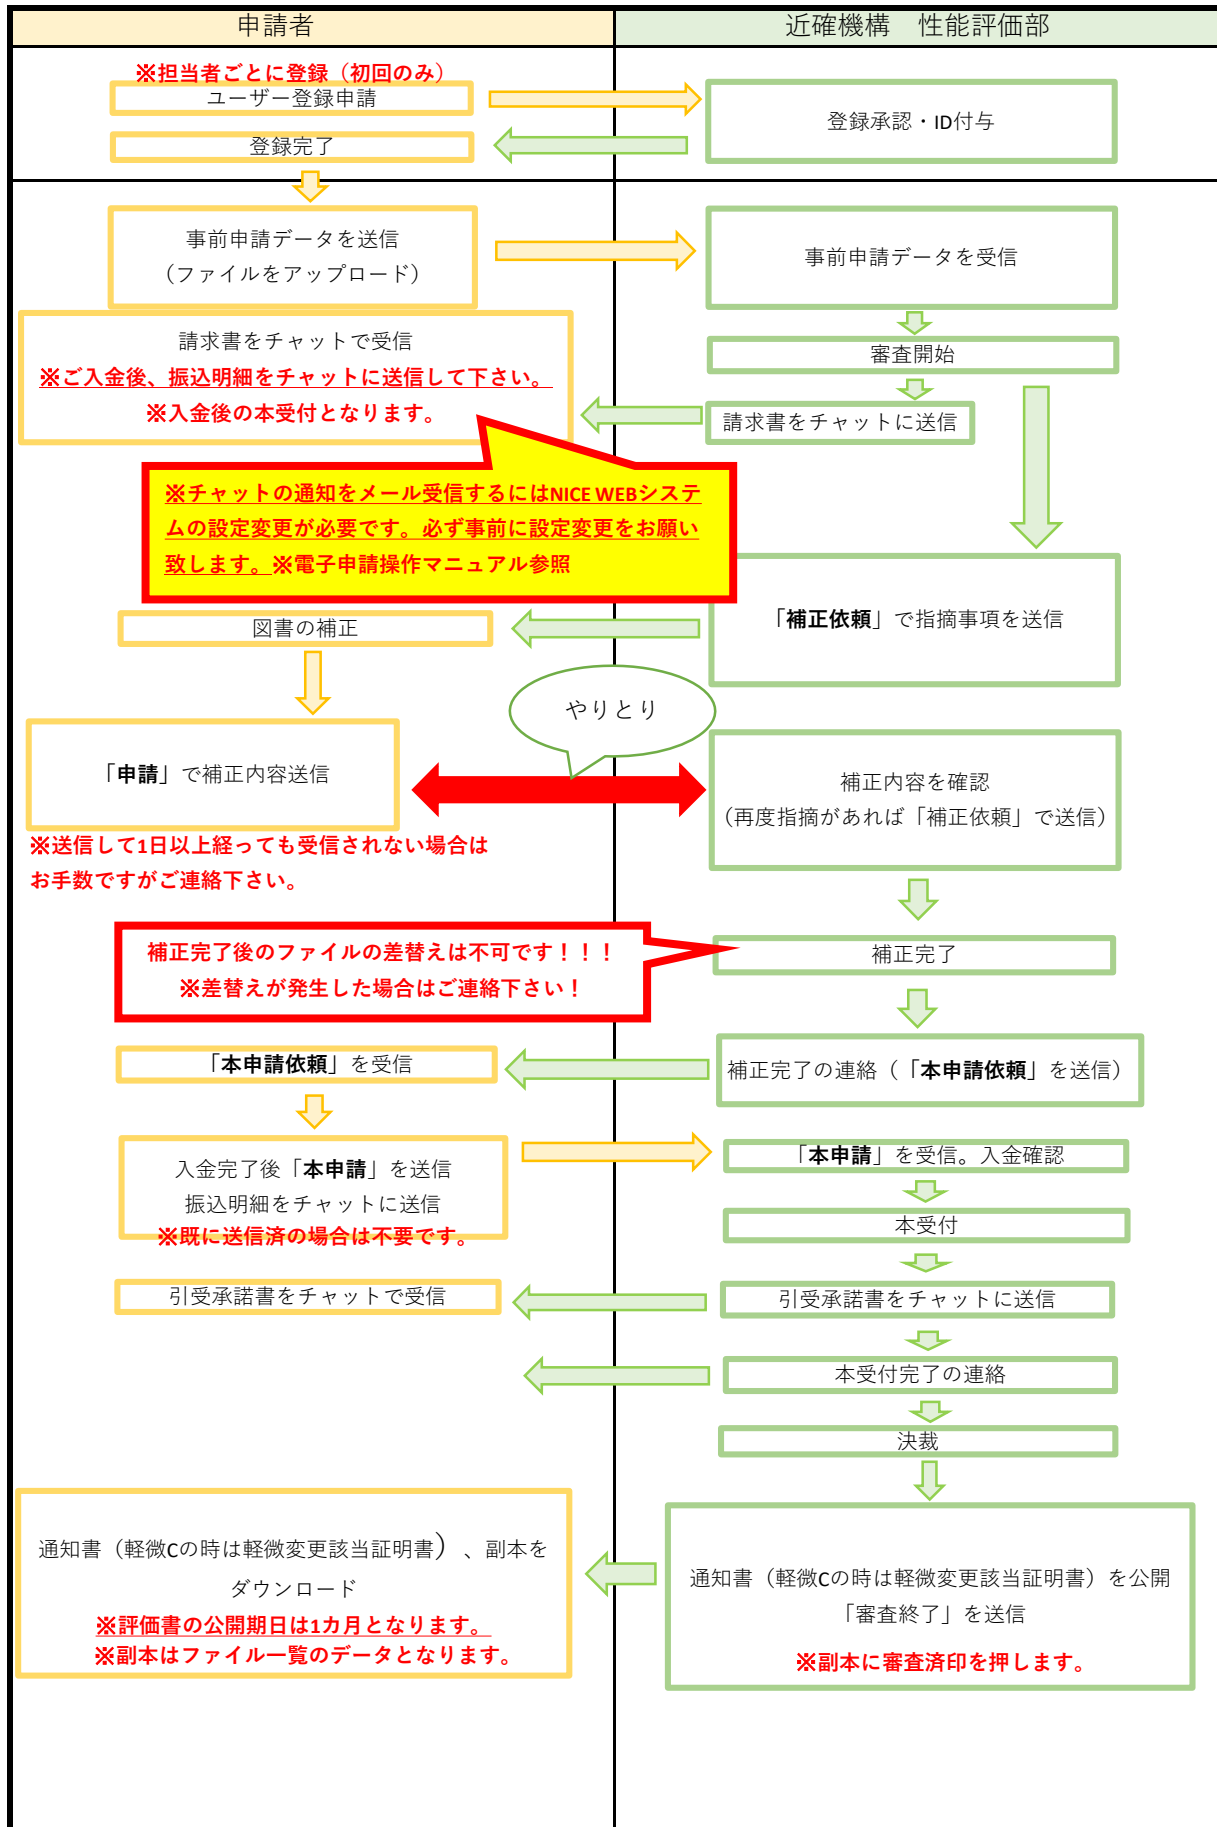 申請者
近確機構　性能評価部
※担当者ごとに登録（初回のみ）
ユーザー登録申請
登録承認・ID付与
登録完了
事前申請データを送信
（ファイルをアップロード）
事前申請データを受信
請求書をチャットで受信
※ご入金後、振込明細をチャットに送信して下さい。
※入金後の本受付となります。
審査開始
請求書をチャットに送信
※チャットの通知をメール受信するにはNICE WEBシステ
ムの設定変更が必要です。必ず事前に設定変更をお願い
致します。※電子申請操作マニュアル参照
「補正依頼」で指摘事項を送信
図書の補正
やりとり
「申請」で補正内容送信
補正内容を確認
（再度指摘があれば「補正依頼」で送信）
※送信して1日以上経っても受信されない場合は
お手数ですがご連絡下さい。
補正完了後のファイルの差替えは不可です！！！
※差替えが発生した場合はご連絡下さい！
補正完了
「本申請依頼」を受信
補正完了の連絡（「本申請依頼」を送信）
入金完了後「本申請」を送信
振込明細をチャットに送信
※既に送信済の場合は不要です。
「本申請」を受信。入金確認
本受付
引受承諾書をチャットで受信
引受承諾書をチャットに送信
本受付完了の連絡
決裁
通知書（軽微Cの時は軽微変更該当証明書）、副本を
ダウンロード
※評価書の公開期日は1カ月となります。
※副本はファイル一覧のデータとなります。
通知書（軽微Cの時は軽微変更該当証明書）を公開
「審査終了」を送信
※副本に審査済印を押します。